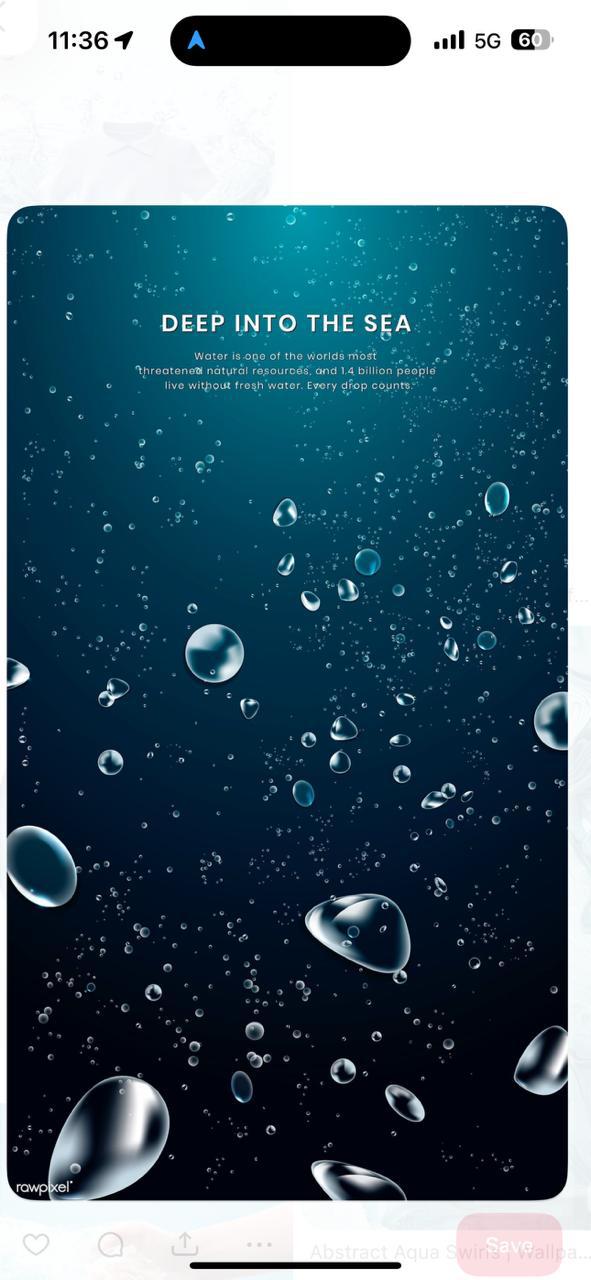 11:36
5G
60
DEEP INTO THE SEA
Water is one of the worlds most
threatened natural resources, and 1.4 billion people
live without fresh water. Every drop counts.
rawpixel
Save
Abstract Aqua Swirls | Wallpa...